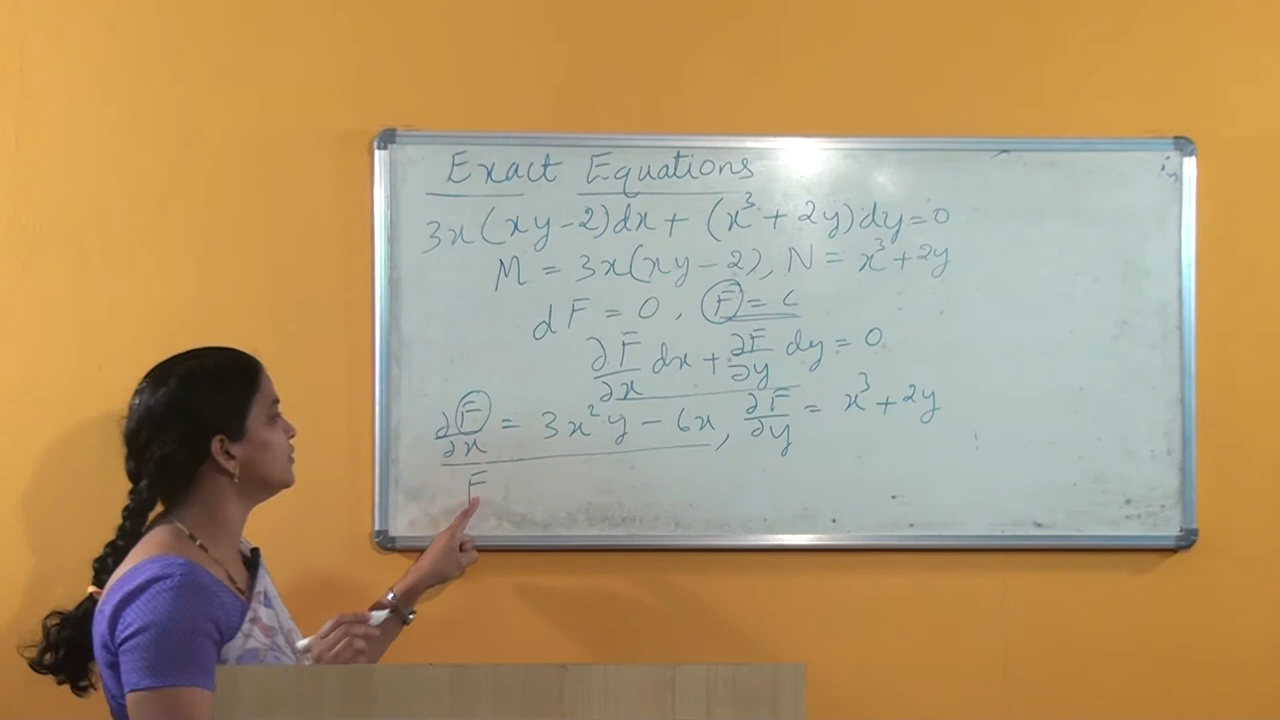 Exact Equations
3x(xy-2)dx + (x³ + 2y)dy = 0
M = 3x(xy-2), N = x³ + 2y
dF = 0, F = c
∂F/∂x dx + ∂F/∂y dy = 0
∂F/∂x = 3x²y - 6x, ∂F/∂y = x³ + 2y
F